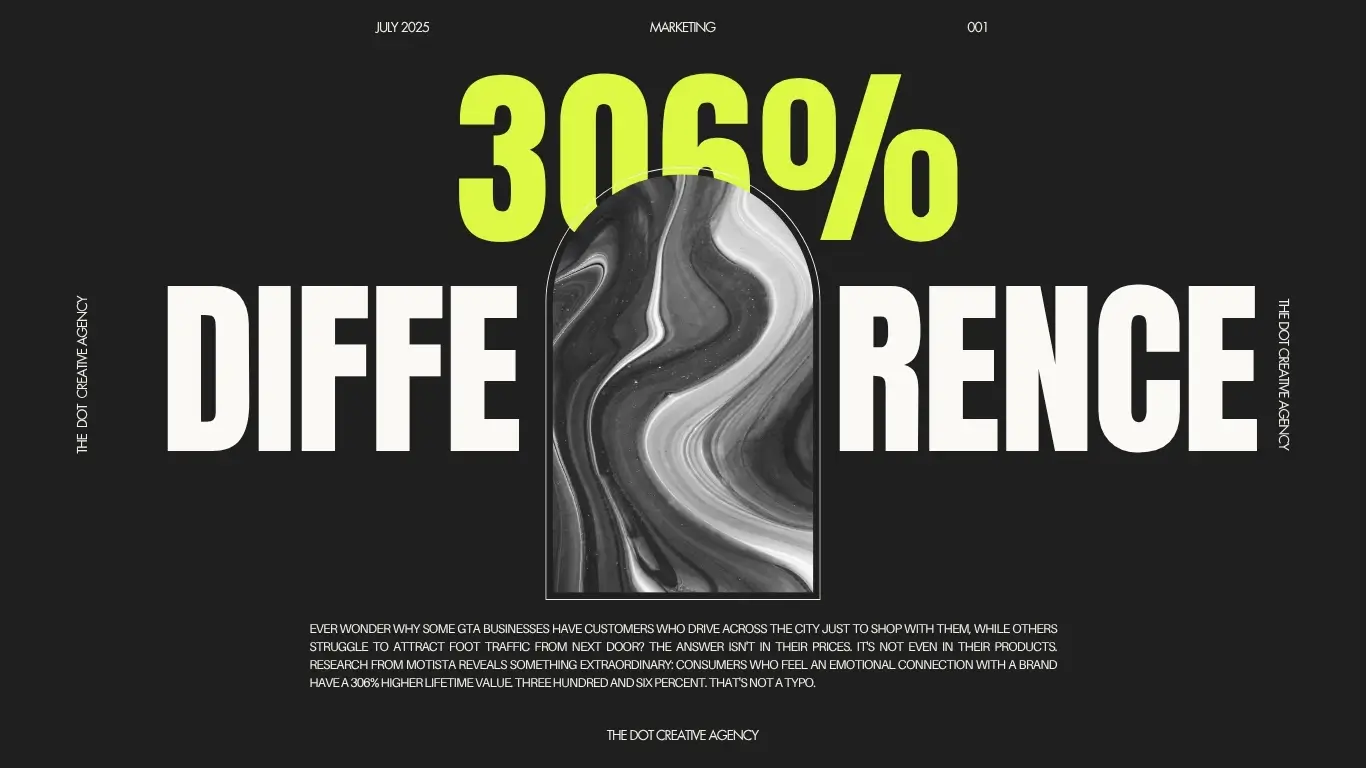 JULY 2025
MARKETING
001
306%
DIFFE RENCE
THE DOT CREATIVE AGENCY
THE DOT CREATIVE AGENCY
EVER WONDER WHY SOME GTA BUSINESSES HAVE CUSTOMERS WHO DRIVE ACROSS THE CITY JUST TO SHOP WITH THEM, WHILE OTHERS
STRUGGLE TO ATTRACT FOOT TRAFFIC FROM NEXT DOOR? THE ANSWER ISN'T IN THEIR PRICES. IT'S NOT EVEN IN THEIR PRODUCTS.
RESEARCH FROM MOTISTA REVEALS SOMETHING EXTRAORDINARY: CONSUMERS WHO FEEL AN EMOTIONAL CONNECTION WITH A BRAND
HAVE A 306% HIGHER LIFETIME VALUE. THREE HUNDRED AND SIX PERCENT. THAT'S NOT A TYPO.
THE DOT CREATIVE AGENCY